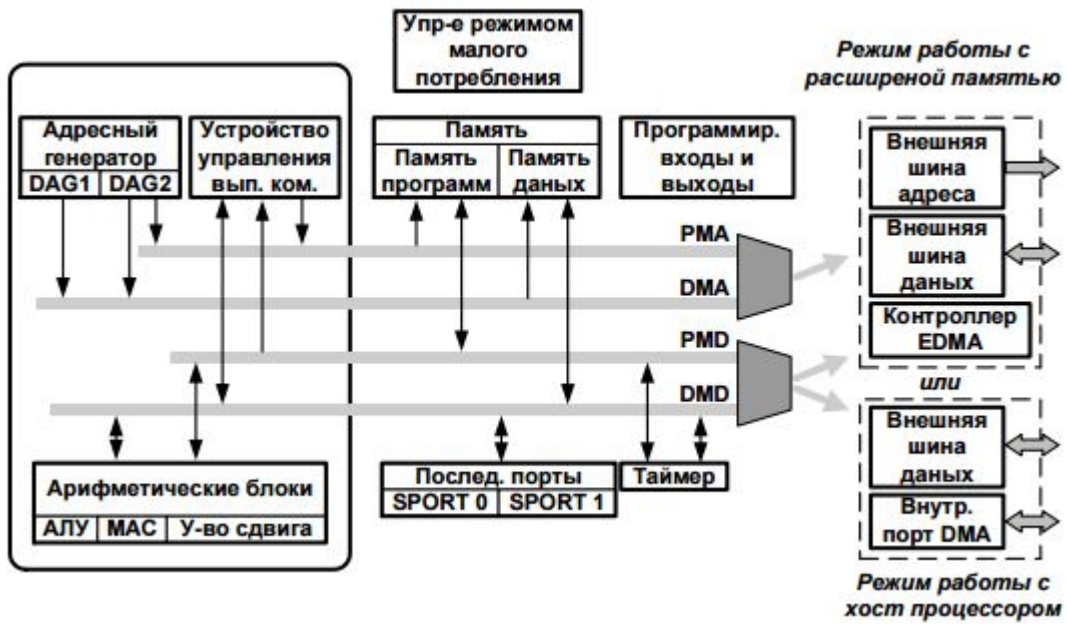 Упр-е режимом
малого
потребления
Режим работы с
расширеной памятью
Адресный
генератор
DAG1 DAG2
Устройство
управления
вып. ком.
Память
Память
программ
Память
даных
Программир.
входы и
выходы
Внешняя
шина
адреса
Внешняя
шина
даных
Контроллер
EDMA
PMA
DMA
PMD
DMD
или
Внешняя
шина
даных
Внутр.
порт DMA
Арифметические блоки
АЛУ МАС У-во сдвига
Послед. порты
SPORT 0 SPORT 1
Таймер
Режим работы с
хост процессором